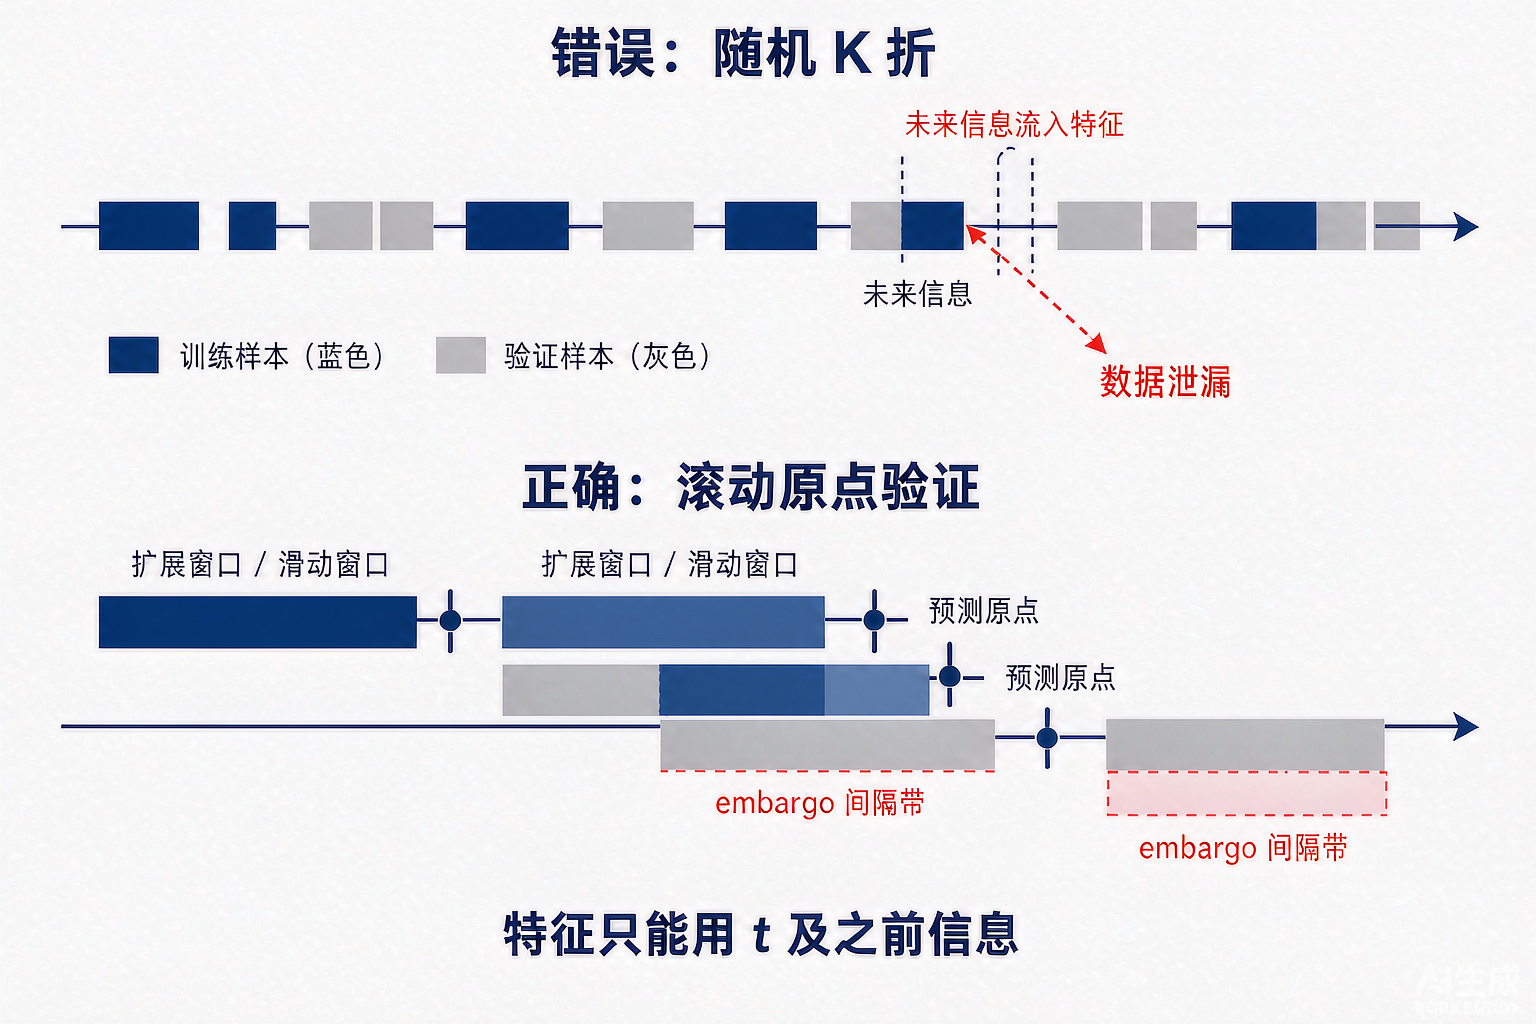 错误：随机 K 折
未来信息流入特征
未来信息
训练样本（蓝色）
验证样本（灰色）
数据泄漏
正确：滚动原点验证
扩展窗口 / 滑动窗口
扩展窗口 / 滑动窗口
预测原点
预测原点
embargo 间隔带
embargo 间隔带
特征只能用 t 及之前信息
AI生成